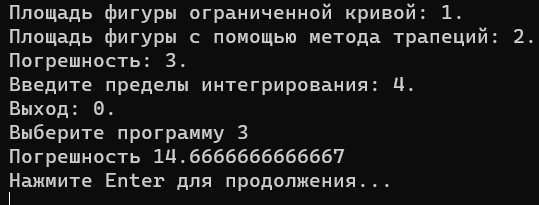 Площадь фигуры ограниченной кривой: 1.
Площадь фигуры с помощью метода трапеций: 2.
Погрешность: 3.
Введите пределы интегрирования: 4.
Выход: 0.
Выберите программу 3
Погрешность 14.6666666666667
Нажмите Enter для продолжения...